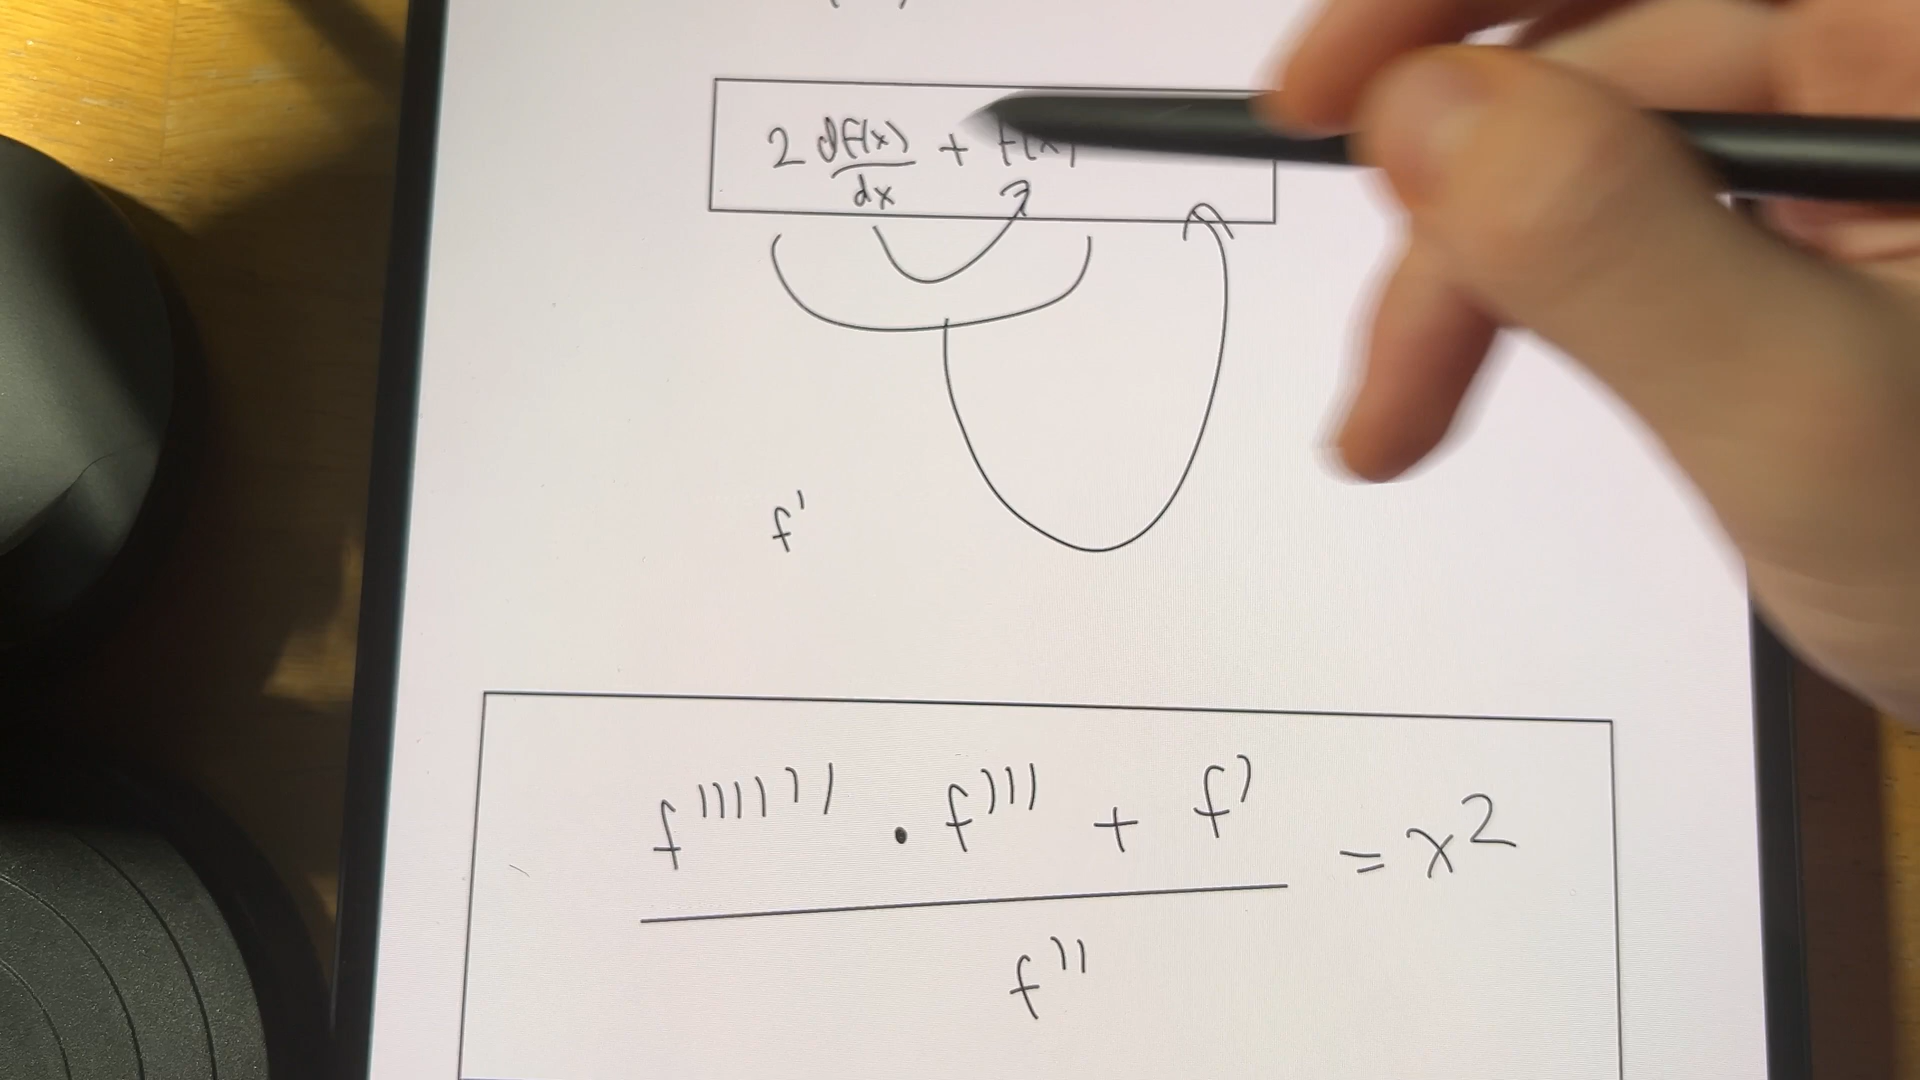 2 df(x)/dx + f(x)
f'
f''''''' · f''' + f' = x²
f''